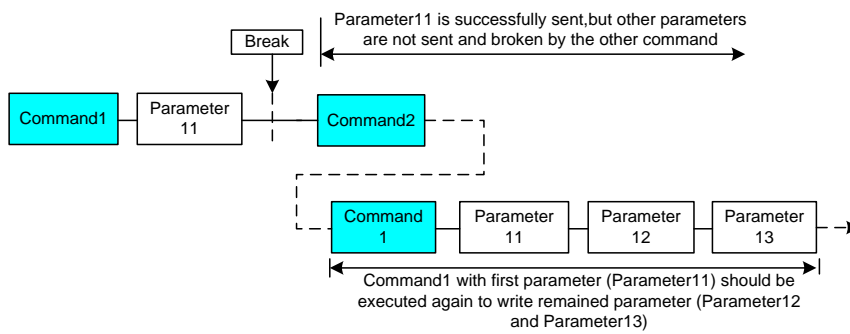 Parameter11 is successfully sent,but other parameters
are not sent and broken by the other command
Break
Command1
Parameter
11
Command2
Command
1
Parameter
11
Parameter
12
Parameter
13
Command1 with first parameter (Parameter11) should be
executed again to write remained parameter (Parameter12
and Parameter13)